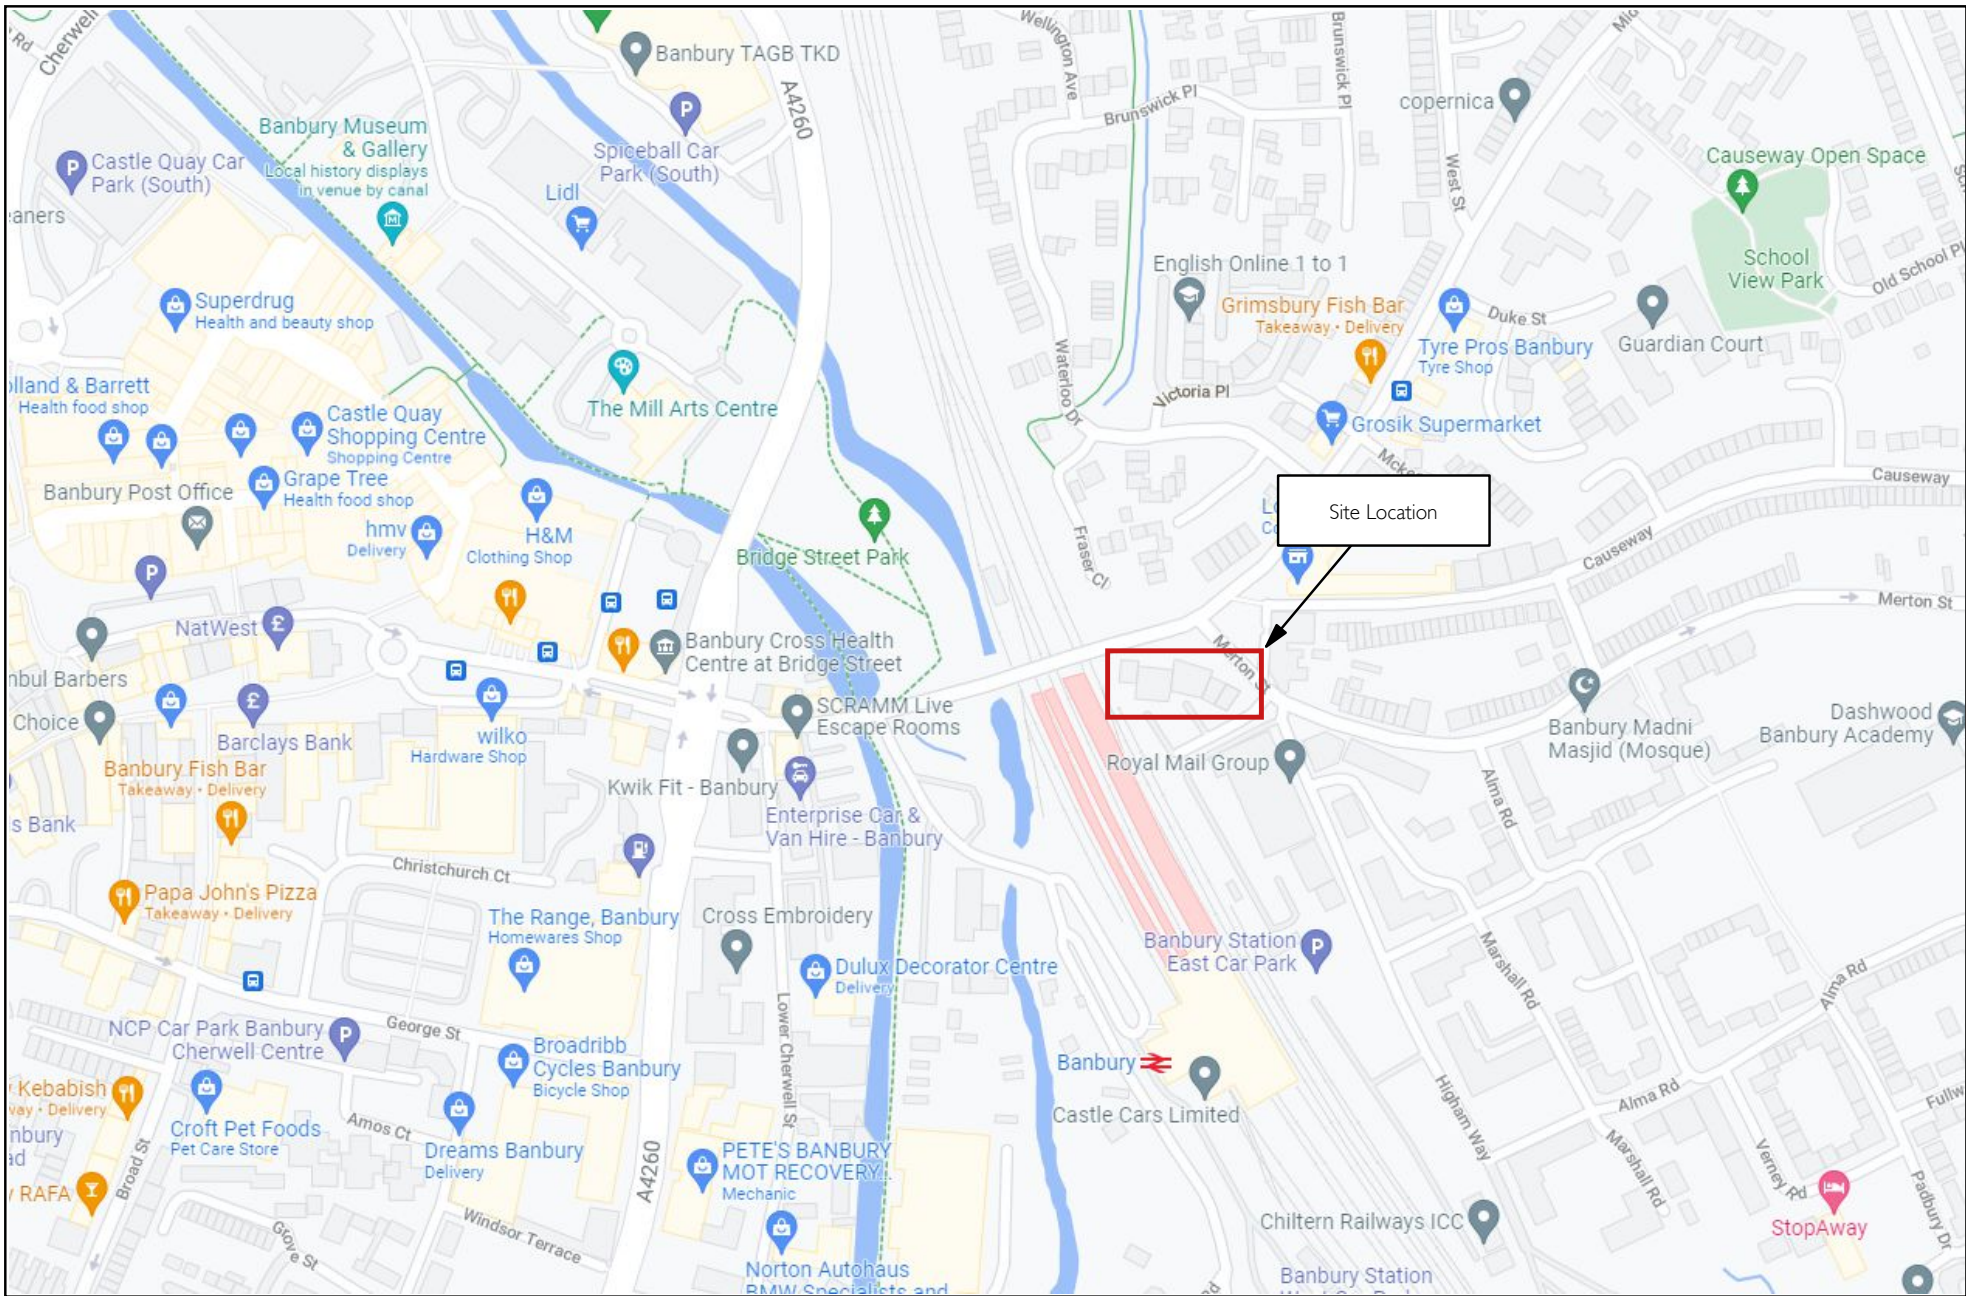 Rd
Cherwell
Banbury TAGB TKD
A4260
Wellington Ave
Brunswick Pl
Brunswick Pl
copernica
West St
Castle Quay Car
Park (South)
Banbury Museum
& Gallery
Local history displays
in venue by canal
Spiceball Car
Park (South)
Lidl
Causeway Open Space
School
View Park
Old School Pl
English Online 1 to 1
Superdrug
Health and beauty shop
Grimsbury Fish Bar
Takeaway • Delivery
Duke St
Tyre Pros Banbury
Tyre Shop
Guardian Court
Waterloo Dr
Victoria Pl
Grosik Supermarket
olland & Barrett
Health food shop
The Mill Arts Centre
Castle Quay
Shopping Centre
Shopping Centre
Grape Tree
Health food shop
Banbury Post Office
hmv
Delivery
H&M
Clothing Shop
Bridge Street Park
Fraser Cl
Causeway
Site Location
Causeway
Merton St
NatWest
Banbury Cross Health
Centre at Bridge Street
Merton St
nbul Barbers
Choice
Barclays Bank
wilko
Hardware Shop
SCRAMM Live
Escape Rooms
Banbury Madni
Masjid (Mosque)
Dashwood
Banbury Academy
Royal Mail Group
Kwik Fit - Banbury
Banbury Fish Bar
Takeaway • Delivery
Enterprise Car &
Van Hire - Banbury
s Bank
Alma Rd
Christchurch Ct
Papa John's Pizza
Takeaway • Delivery
The Range, Banbury
Homewares Shop
Cross Embroidery
Banbury Station
East Car Park
Marshall Rd
Dulux Decorator Centre
Delivery
Alma Rd
NCP Car Park Banbury
Cherwell Centre
George St
Lower Cherwell St
Broadribb
Cycles Banbury
Bicycle Shop
Banbury
Castle Cars Limited
Higham Way
Alma Rd
Kebabish
Delivery
Croft Pet Foods
Pet Care Store
Amos Ct
Dreams Banbury
Delivery
A4260
PETE'S BANBURY
MOT RECOVERY...
Mechanic
Marshall Rd
Verney Rd
Padbury Dr
RAFA
Broad St
Grove St
Windsor Terrace
Chiltern Railways ICC
StopAway
Norton Autohaus
BMW Specialists and
Banbury Station